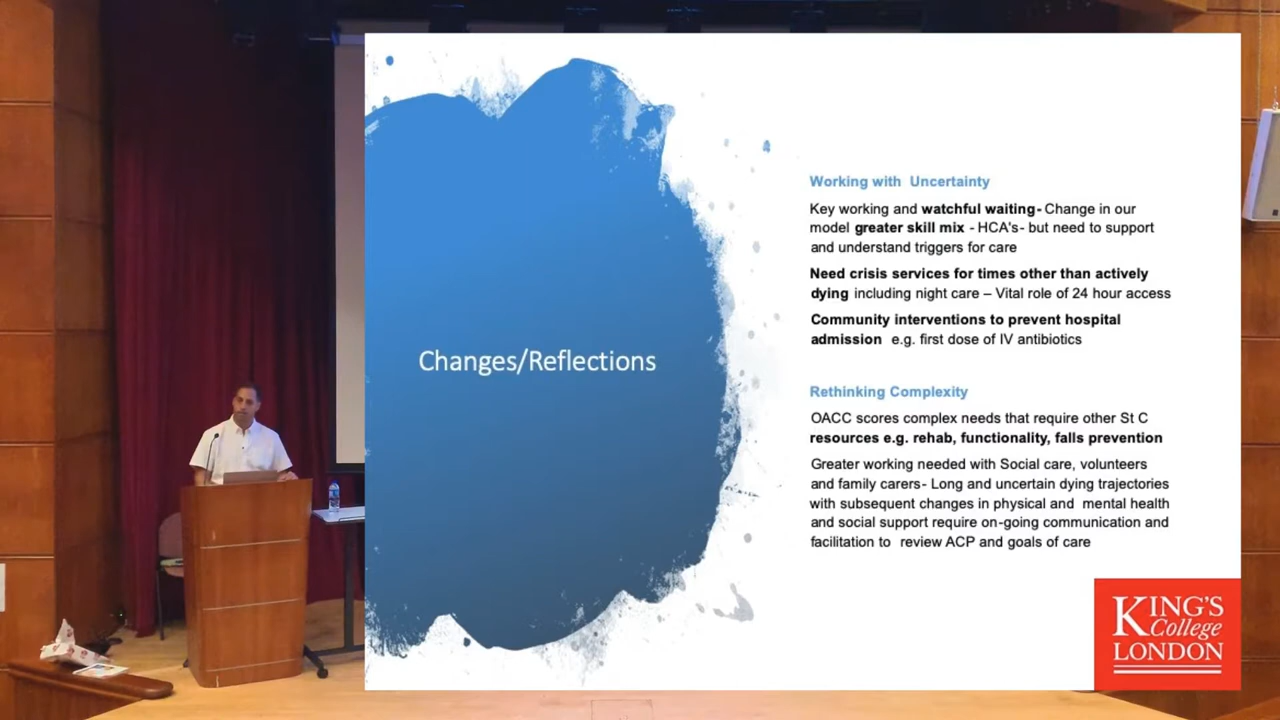 Changes/Reflections
Working with  Uncertainty
Key working and watchful waiting- Change in our
model greater skill mix - HCA's- but need to support
and understand triggers for care
Need crisis services for times other than actively
dying including night care – Vital role of 24 hour access
Community interventions to prevent hospital
admission  e.g. first dose of IV antibiotics
Rethinking Complexity
OACC scores complex needs that require other St C
resources e.g. rehab, functionality, falls prevention
Greater working needed with Social care, volunteers
and family carers- Long and uncertain dying trajectories
with subsequent changes in physical and  mental health
and social support require on-going communication and
facilitation to  review ACP and goals of care
KING'S
College
LONDON